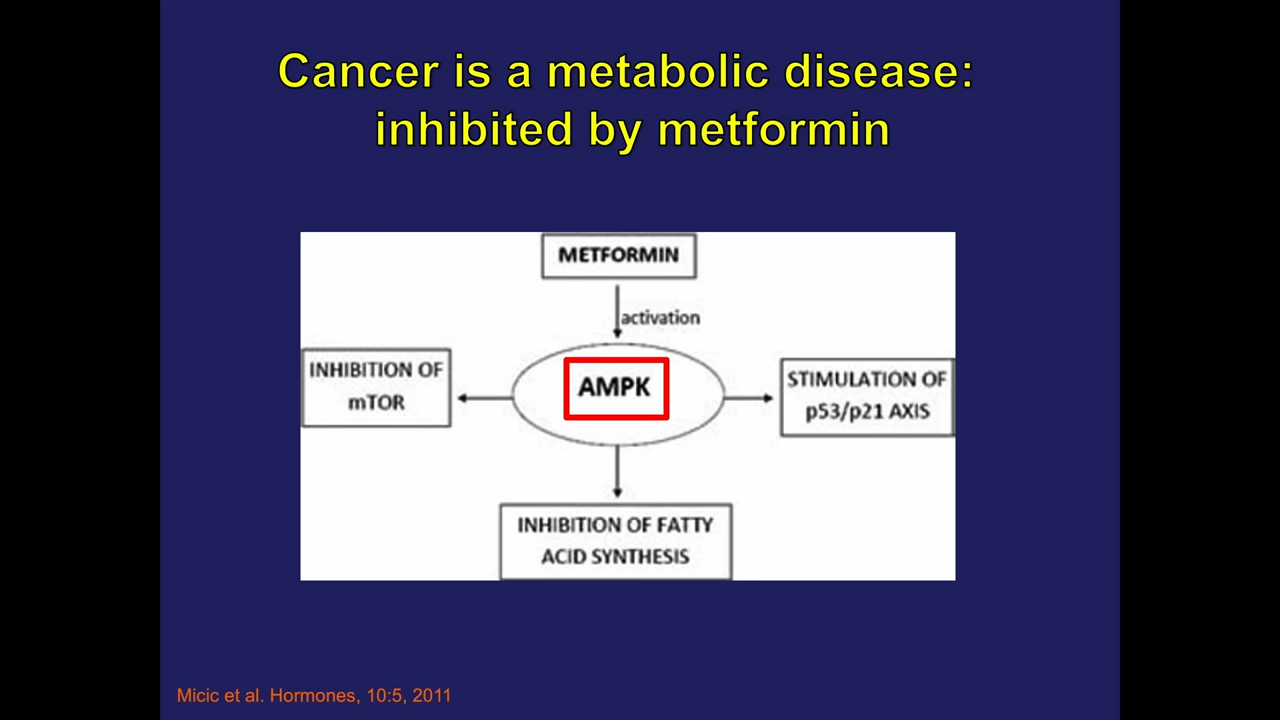 Cancer is a metabolic disease:
inhibited by metformin
METFORMIN
activation
INHIBITION OF
mTOR
AMPK
STIMULATION OF
p53/p21 AXIS
INHIBITION OF FATTY
ACID SYNTHESIS
Micic et al. Hormones, 10:5, 2011